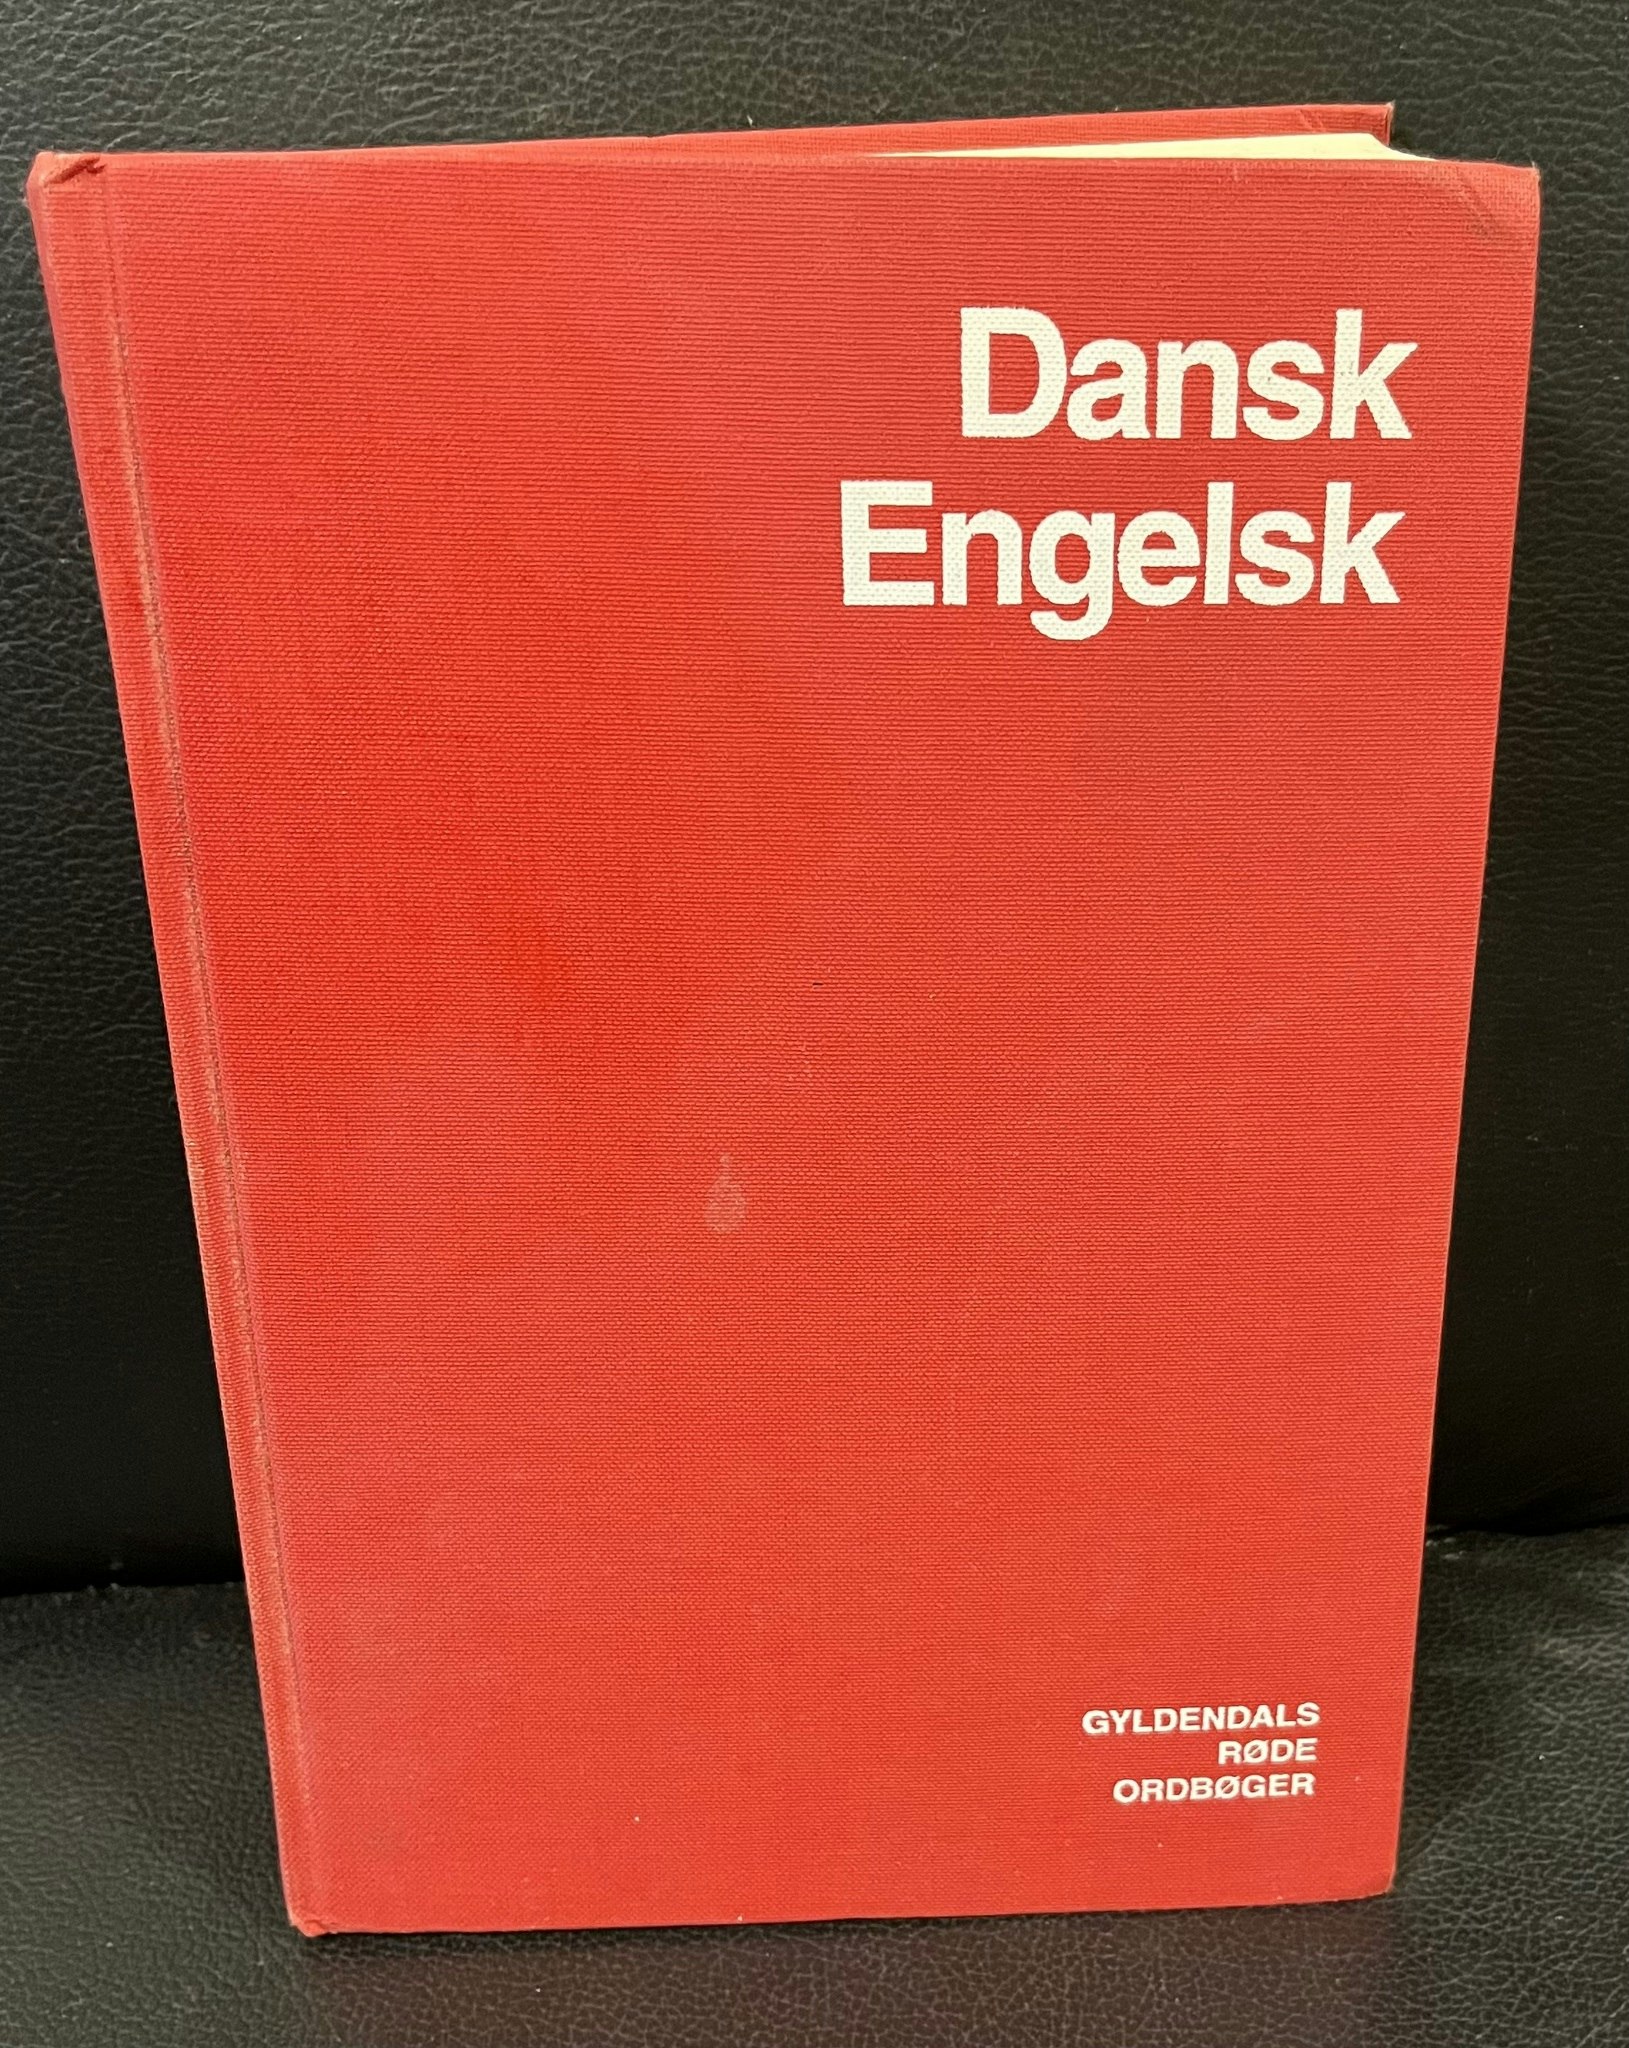 Dansk
Engelsk
GYLDENDALS
RØDE
ORDBØGER